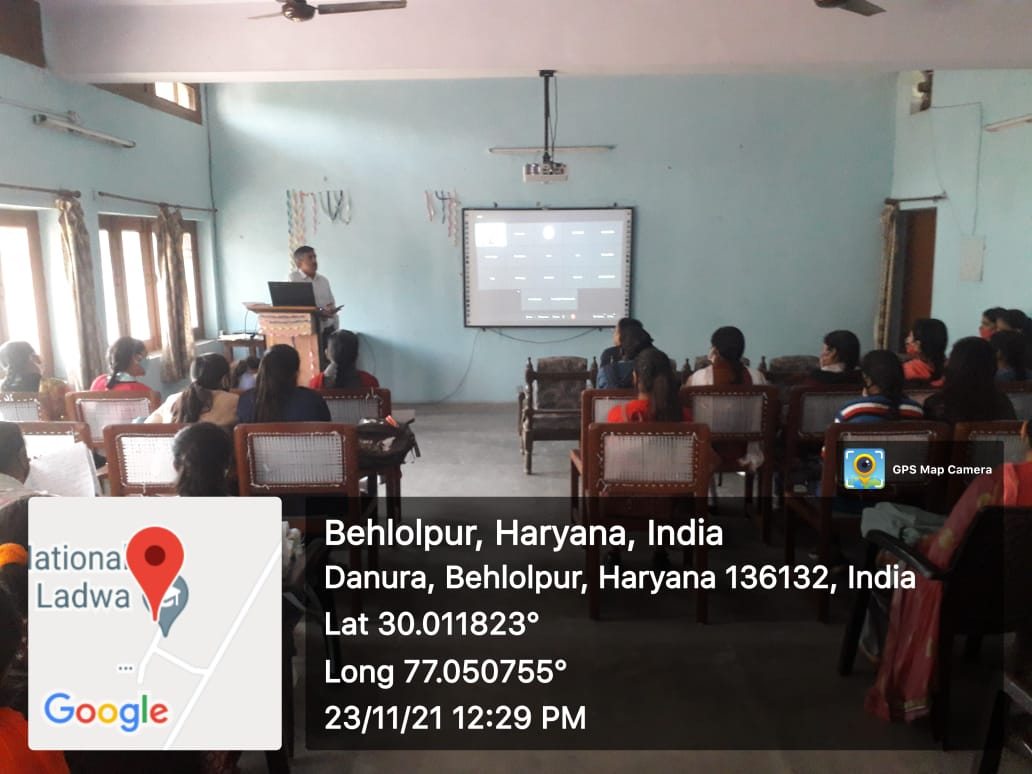 GPS Map Camera
Behlolpur, Haryana, India
Danura, Behlolpur, Haryana 136132, India
Lat 30.011823°
Long 77.050755°
23/11/21 12:29 PM
National
Ladwa
...
Google